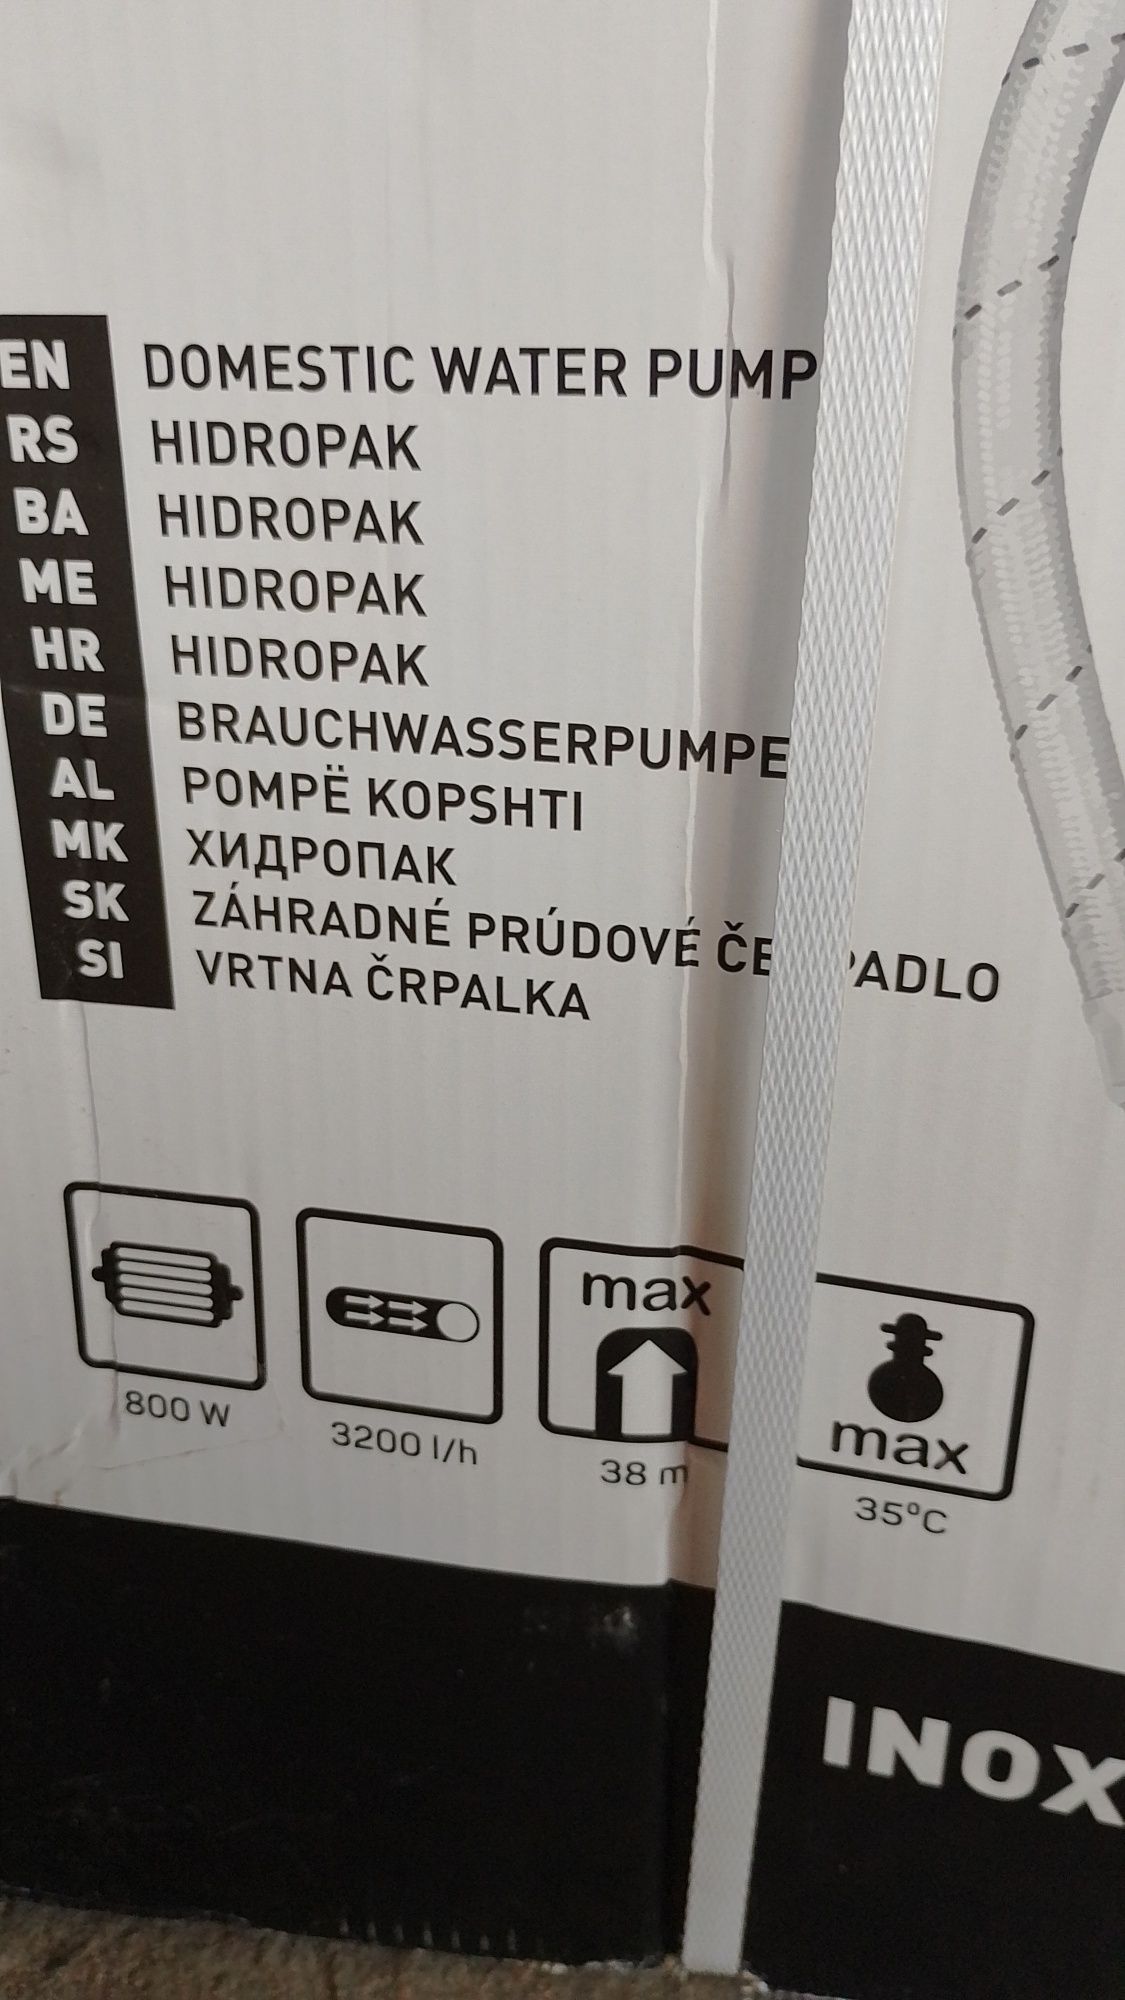 EN DOMESTIC WATER PUMP
RS HIDROPAK
BA HIDROPAK
ME HIDROPAK
HR HIDROPAK
DE BRAUCHWASSERPUMPE
AL POMPË KOPSHTI
MK ХИДРОПАК
SK ZÁHRADNÉ PRÚDOVÉ
SI VRTNA ČRPALKA
max
max
800 W
3200 l/h
38 m
35°C
INOX